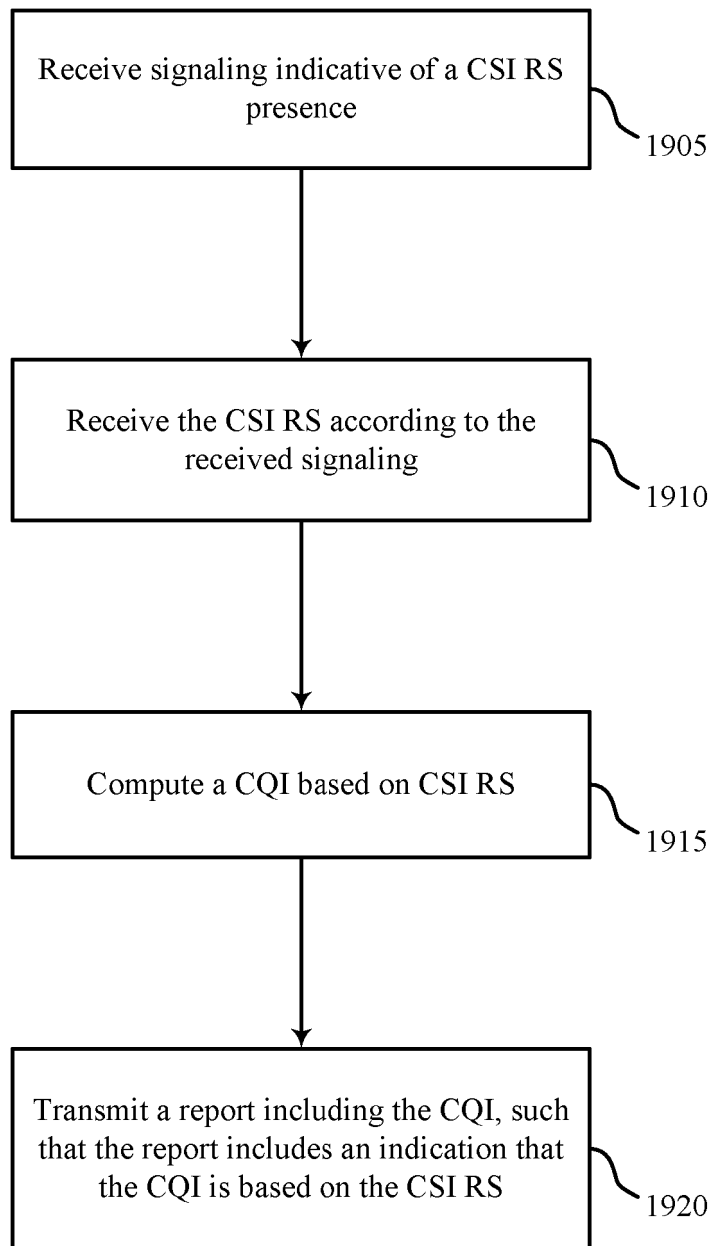 Receive signaling indicative of a CSI RS
presence
1905
Receive the CSI RS according to the
received signaling
1910
Compute a CQI based on CSI RS
1915
Transmit a report including the CQI, such
that the report includes an indication that
the CQI is based on the CSI RS
1920